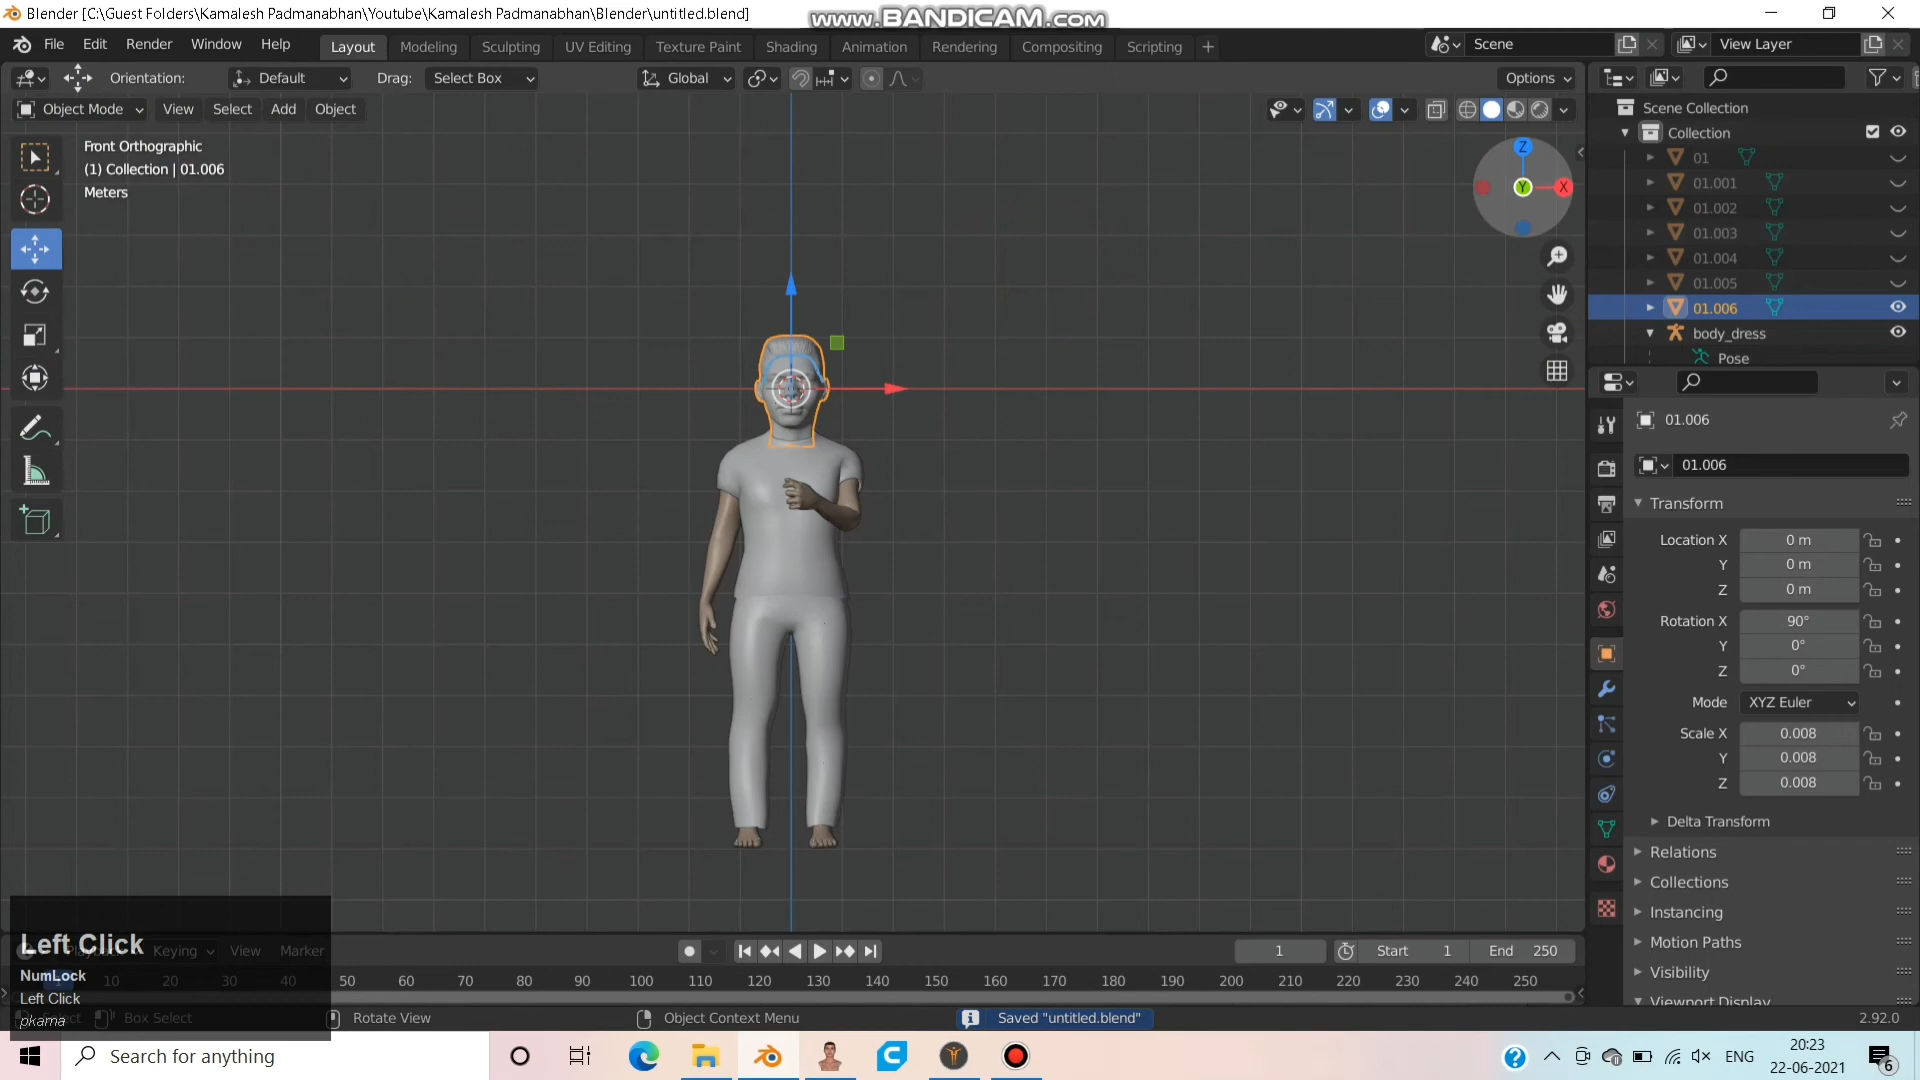 Blender [C:\Guest Folders\Kamalesh Padmanabhan\Youtube\Kamalesh Padmanabhan\Blender\untitled.blend]
www.BANDICAM.com
File Edit Render Window Help Layout Modeling Sculpting UV Editing Texture Paint Shading Animation Rendering Compositing Scripting + Scene View Layer
Orientation: Default Drag: Select Box Global Options
Object Mode View Select Add Object
Front Orthographic
(1) Collection | 01.006
Meters
Z
Y
X
Scene Collection
Collection
01
01.001
01.002
01.003
01.004
01.005
01.006
body_dress
Pose
01.006
01.006
Transform
Location X 0 m
Y 0 m
Z 0 m
Rotation X 90°
Y 0°
Z 0°
Mode XYZ Euler
Scale X 0.008
Y 0.008
Z 0.008
Delta Transform
Relations
Collections
Instancing
Motion Paths
Visibility
Viewport Display
Left Click
NumLock
Left Click
pkarna
Keying View Marker 1 Start 1 End 250
1 10 20 30 40 50 60 70 80 90 100 110 120 130 140 150 160 170 180 190 200 210 220 230 240 250
Select Box Select Rotate View Object Context Menu Saved "untitled.blend" 2.92.0
Search for anything
ENG
20:23
22-06-2021
6